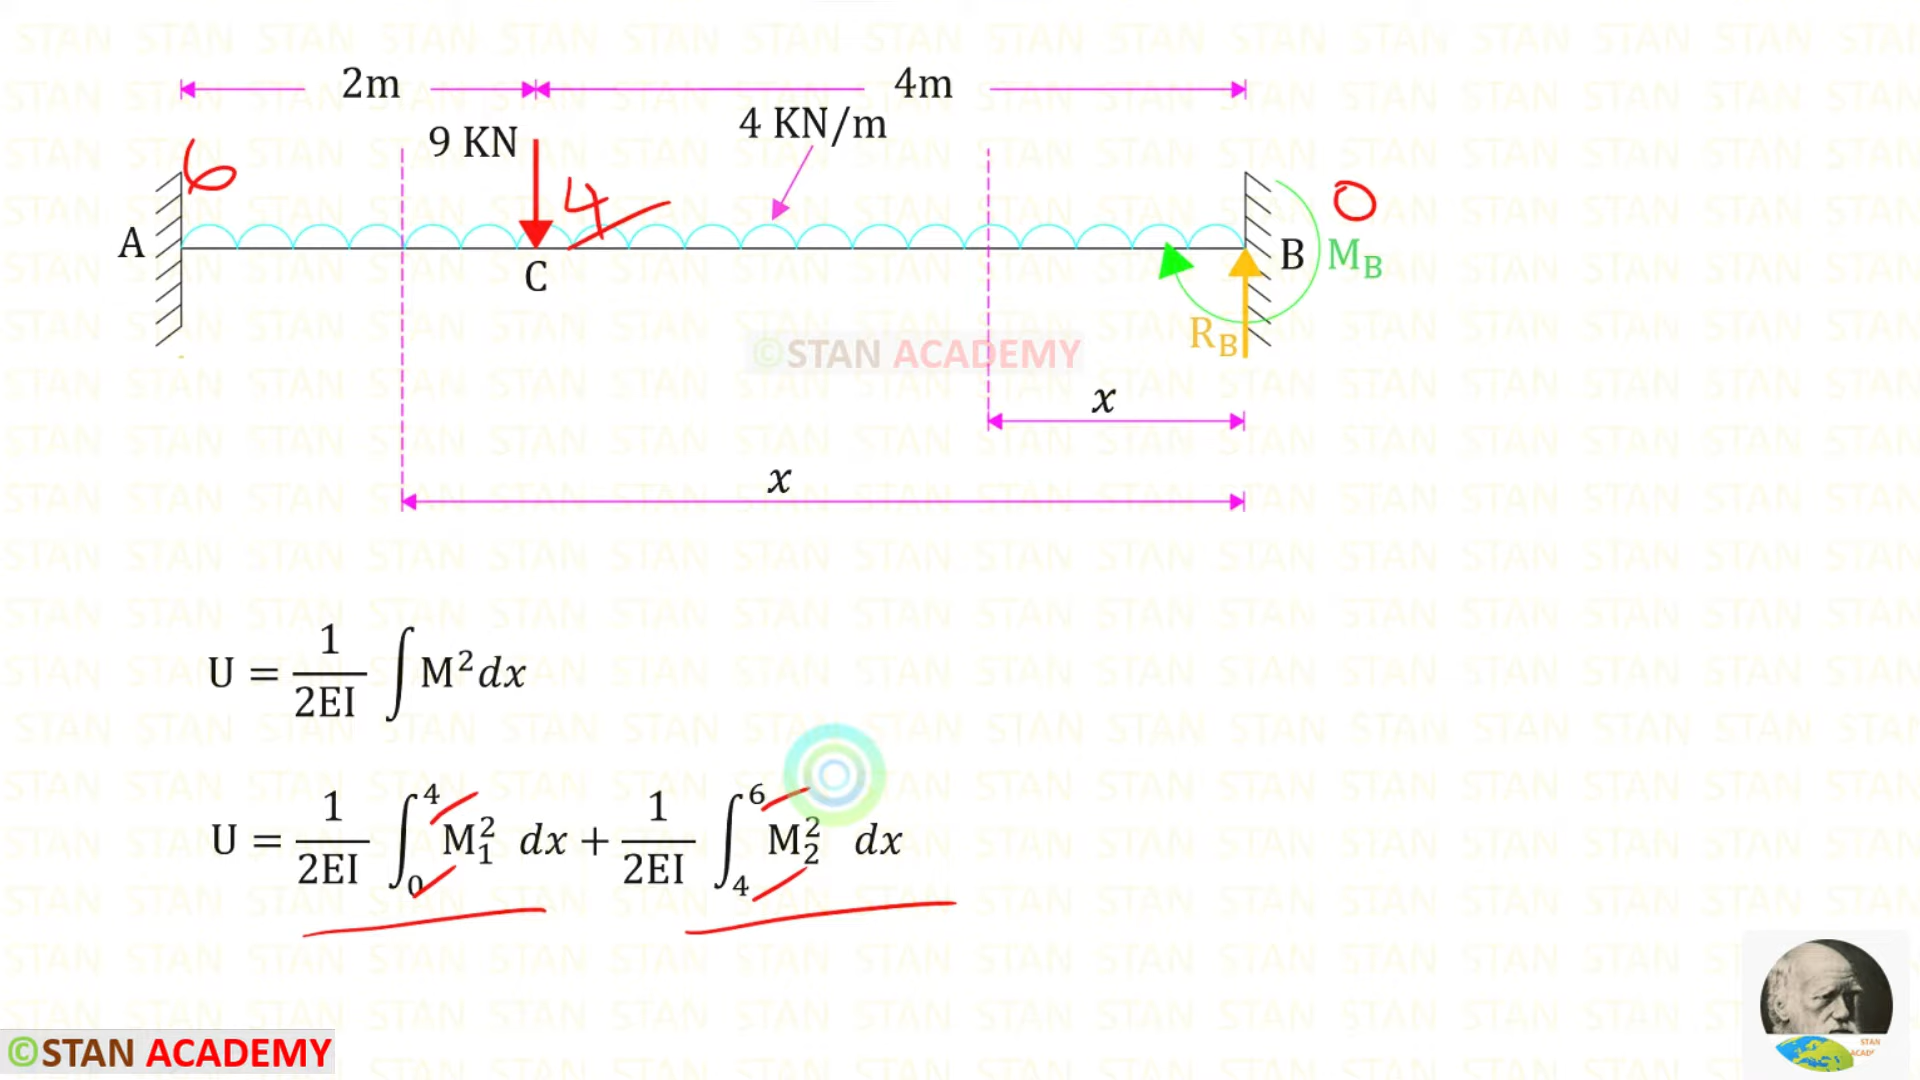 2m
4m
9 KN
4 KN/m
6
4
0
A
C
B
M_B
R_B
©STAN ACADEMY
x
x
U = 1/2EI ∫ M² dx
U = 1/2EI ∫₀⁴ M₁² dx + 1/2EI ∫₄⁶ M₂² dx
©STAN ACADEMY
STAN